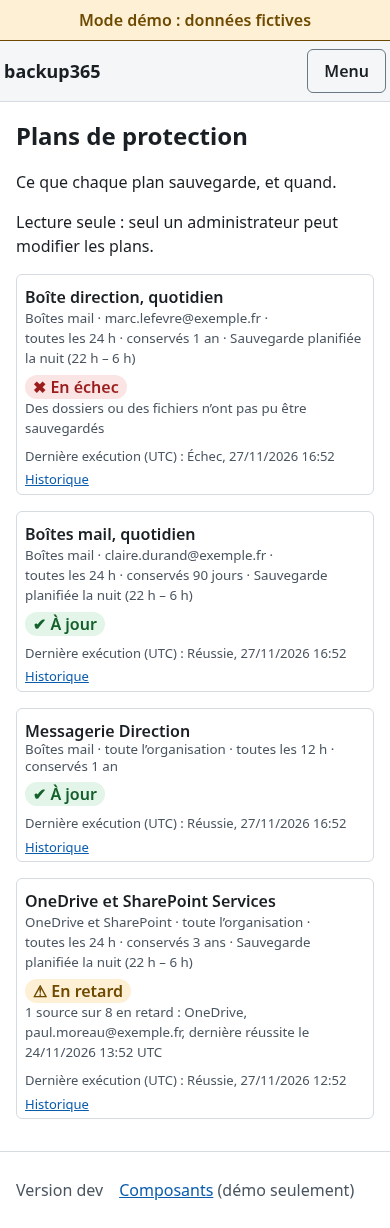 Mode démo : données fictives
backup365
Menu
Plans de protection
Ce que chaque plan sauvegarde, et quand.
Lecture seule : seul un administrateur peut
modifier les plans.
Boîte direction, quotidien
Boîtes mail · marc.lefevre@exemple.fr ·
toutes les 24 h · conservés 1 an · Sauvegarde planifiée
la nuit (22 h – 6 h)
✖ En échec
Des dossiers ou des fichiers n’ont pas pu être
sauvegardés
Dernière exécution (UTC) : Échec, 27/11/2026 16:52
Historique
Boîtes mail, quotidien
Boîtes mail · claire.durand@exemple.fr ·
toutes les 24 h · conservés 90 jours · Sauvegarde
planifiée la nuit (22 h – 6 h)
✔ À jour
Dernière exécution (UTC) : Réussie, 27/11/2026 16:52
Historique
Messagerie Direction
Boîtes mail · toute l’organisation · toutes les 12 h ·
conservés 1 an
✔ À jour
Dernière exécution (UTC) : Réussie, 27/11/2026 16:52
Historique
OneDrive et SharePoint Services
OneDrive et SharePoint · toute l’organisation ·
toutes les 24 h · conservés 3 ans · Sauvegarde
planifiée la nuit (22 h – 6 h)
⚠ En retard
1 source sur 8 en retard : OneDrive,
paul.moreau@exemple.fr, dernière réussite le
24/11/2026 13:52 UTC
Dernière exécution (UTC) : Réussie, 27/11/2026 12:52
Historique
Version dev Composants (démo seulement)